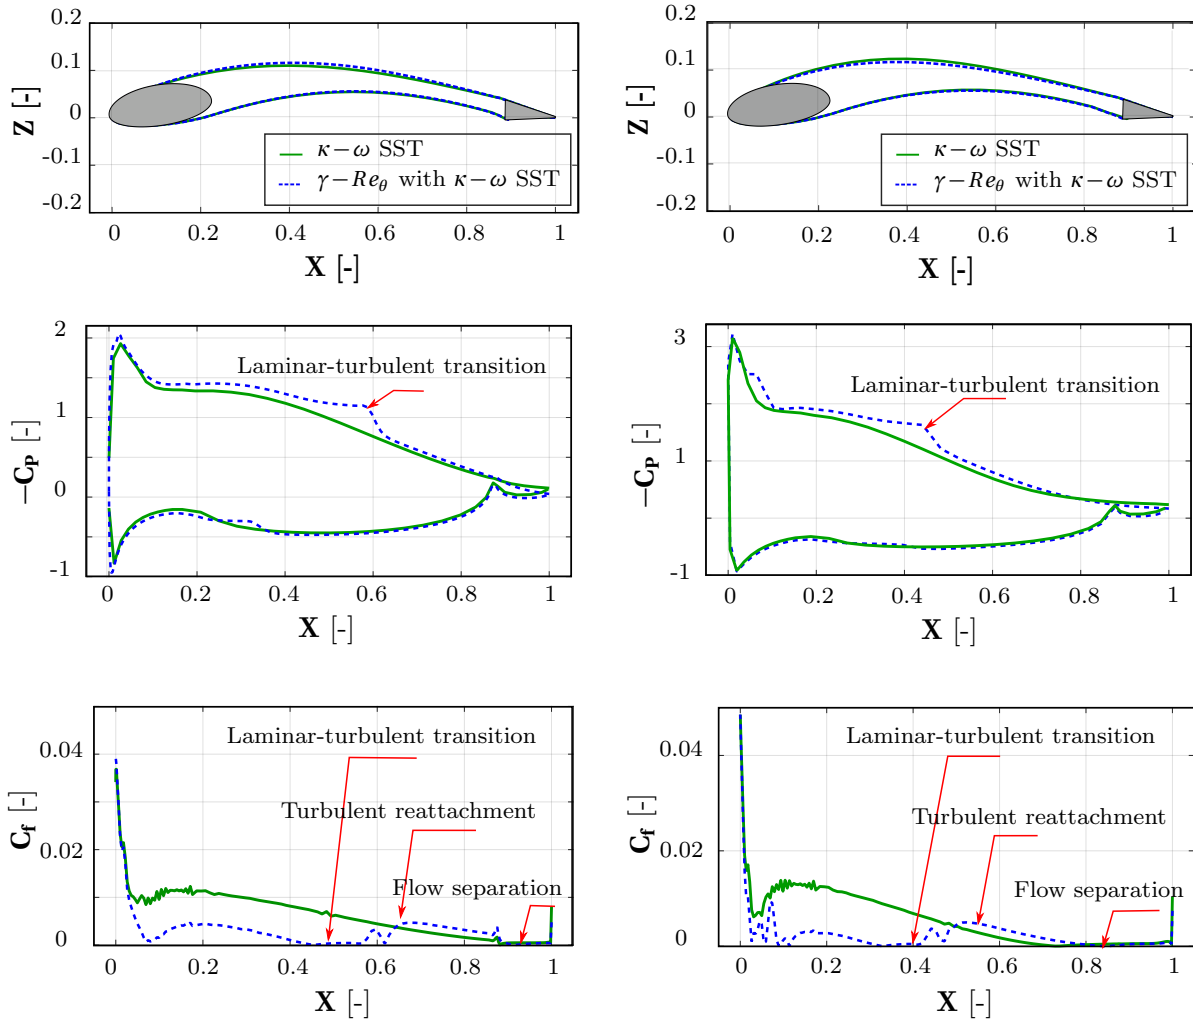 0.2
0.1
0
-0.1
-0.2
Z [-]
κ−ω SST
γ−Reθ with κ−ω SST
0 0.2 0.4 0.6 0.8 1
X [-]
0.2
0.1
0
-0.1
-0.2
Z [-]
κ−ω SST
γ−Reθ with κ−ω SST
0 0.2 0.4 0.6 0.8 1
X [-]
2
1
0
-1
−CP [-]
Laminar-turbulent transition
0 0.2 0.4 0.6 0.8 1
X [-]
3
1
-1
−CP [-]
Laminar-turbulent transition
0 0.2 0.4 0.6 0.8 1
X [-]
0.04
0.02
0
Cf [-]
Laminar-turbulent transition
Turbulent reattachment
Flow separation
0 0.2 0.4 0.6 0.8 1
X [-]
0.04
0.02
0
Cf [-]
Laminar-turbulent transition
Turbulent reattachment
Flow separation
0 0.2 0.4 0.6 0.8 1
X [-]